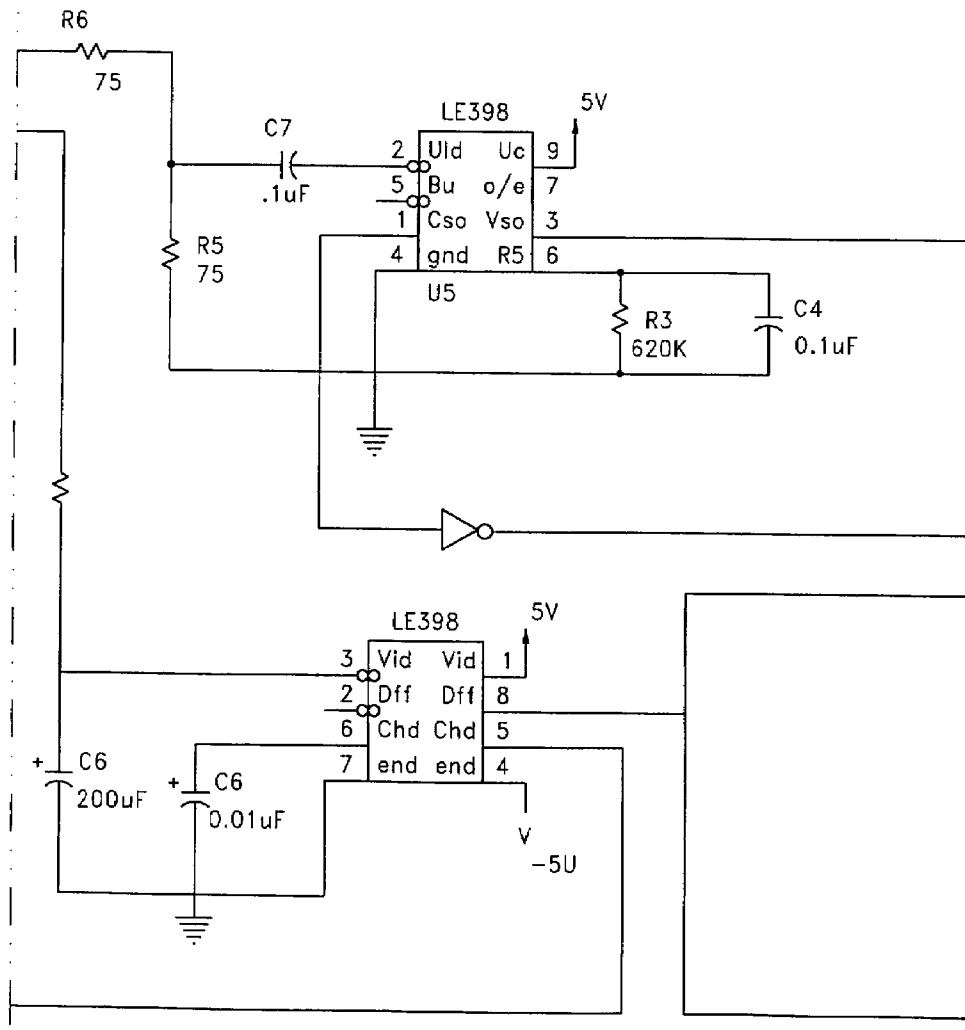 R6
75
C7
.1uF
R5
75
LE398
5V
2 Uld Uc 9
5 Bu o/e 7
1 Cso Vso 3
4 gnd R5 6
U5
R3
620K
C4
0.1uF
LE398
5V
3 Vid Vid 1
2 Dff Dff 8
6 Chd Chd 5
7 end end 4
+ C6
200uF
+ C6
0.01uF
V
-5U